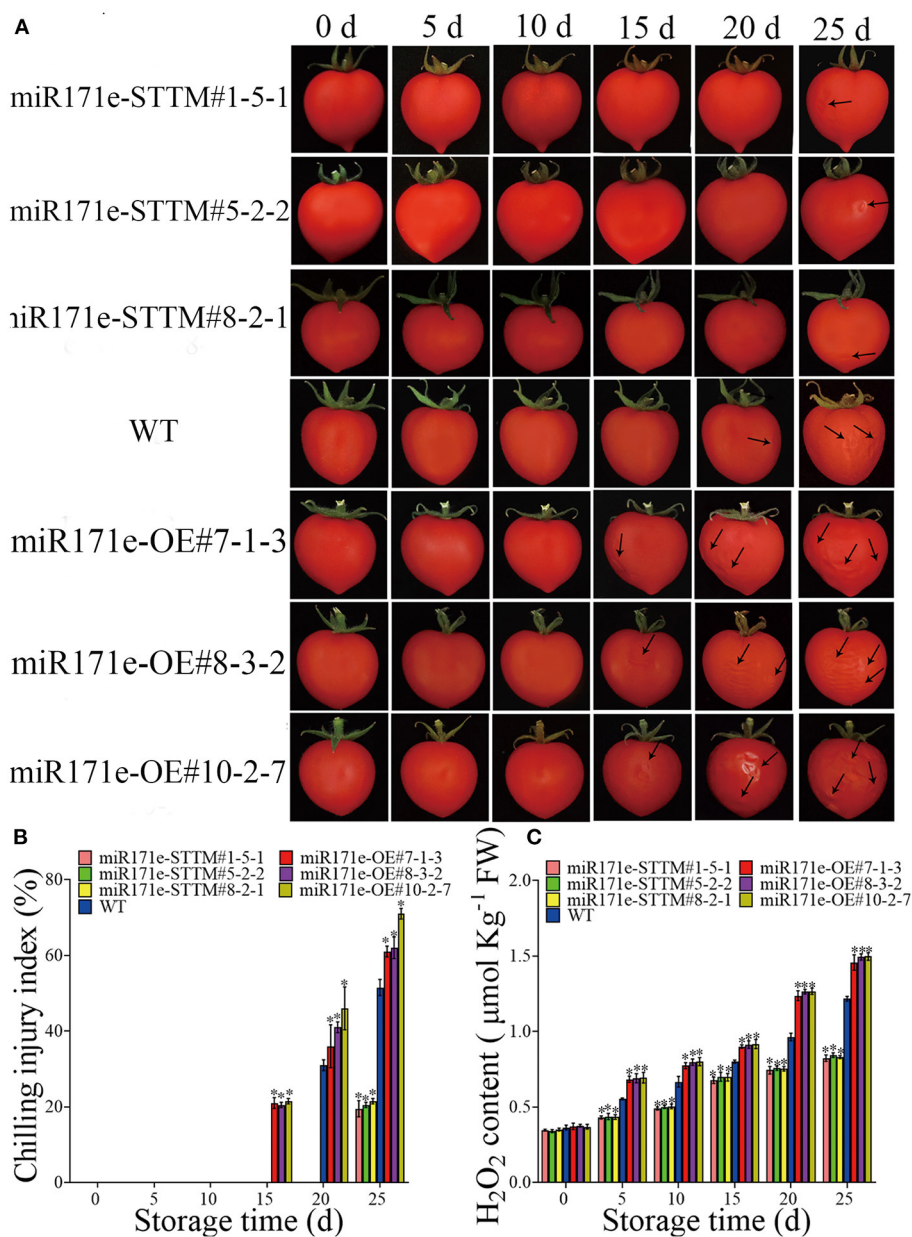 A
0 d 5 d 10 d 15 d 20 d 25 d
miR171e-STTM#1-5-1
miR171e-STTM#5-2-2
iR171e-STTM#8-2-1
WT
miR171e-OE#7-1-3
miR171e-OE#8-3-2
miR171e-OE#10-2-7
B
miR171e-STTM#1-5-1 miR171e-OE#7-1-3
miR171e-STTM#5-2-2 miR171e-OE#8-3-2
miR171e-STTM#8-2-1 miR171e-OE#10-2-7
WT
Chilling injury index (%)
80
60
40
20
0
* * *
* * *
* * *
* * *
0 5 10 15 20 25
Storage time (d)
C
miR171e-STTM#1-5-1 miR171e-OE#7-1-3
miR171e-STTM#5-2-2 miR171e-OE#8-3-2
miR171e-STTM#8-2-1 miR171e-OE#10-2-7
WT
H₂O₂ content ( μmol Kg⁻¹ FW)
2.0
1.5
1.0
0.5
0.0
*** ***
*** ***
*** ***
*** ***
*** ***
0 5 10 15 20 25
Storage time (d)